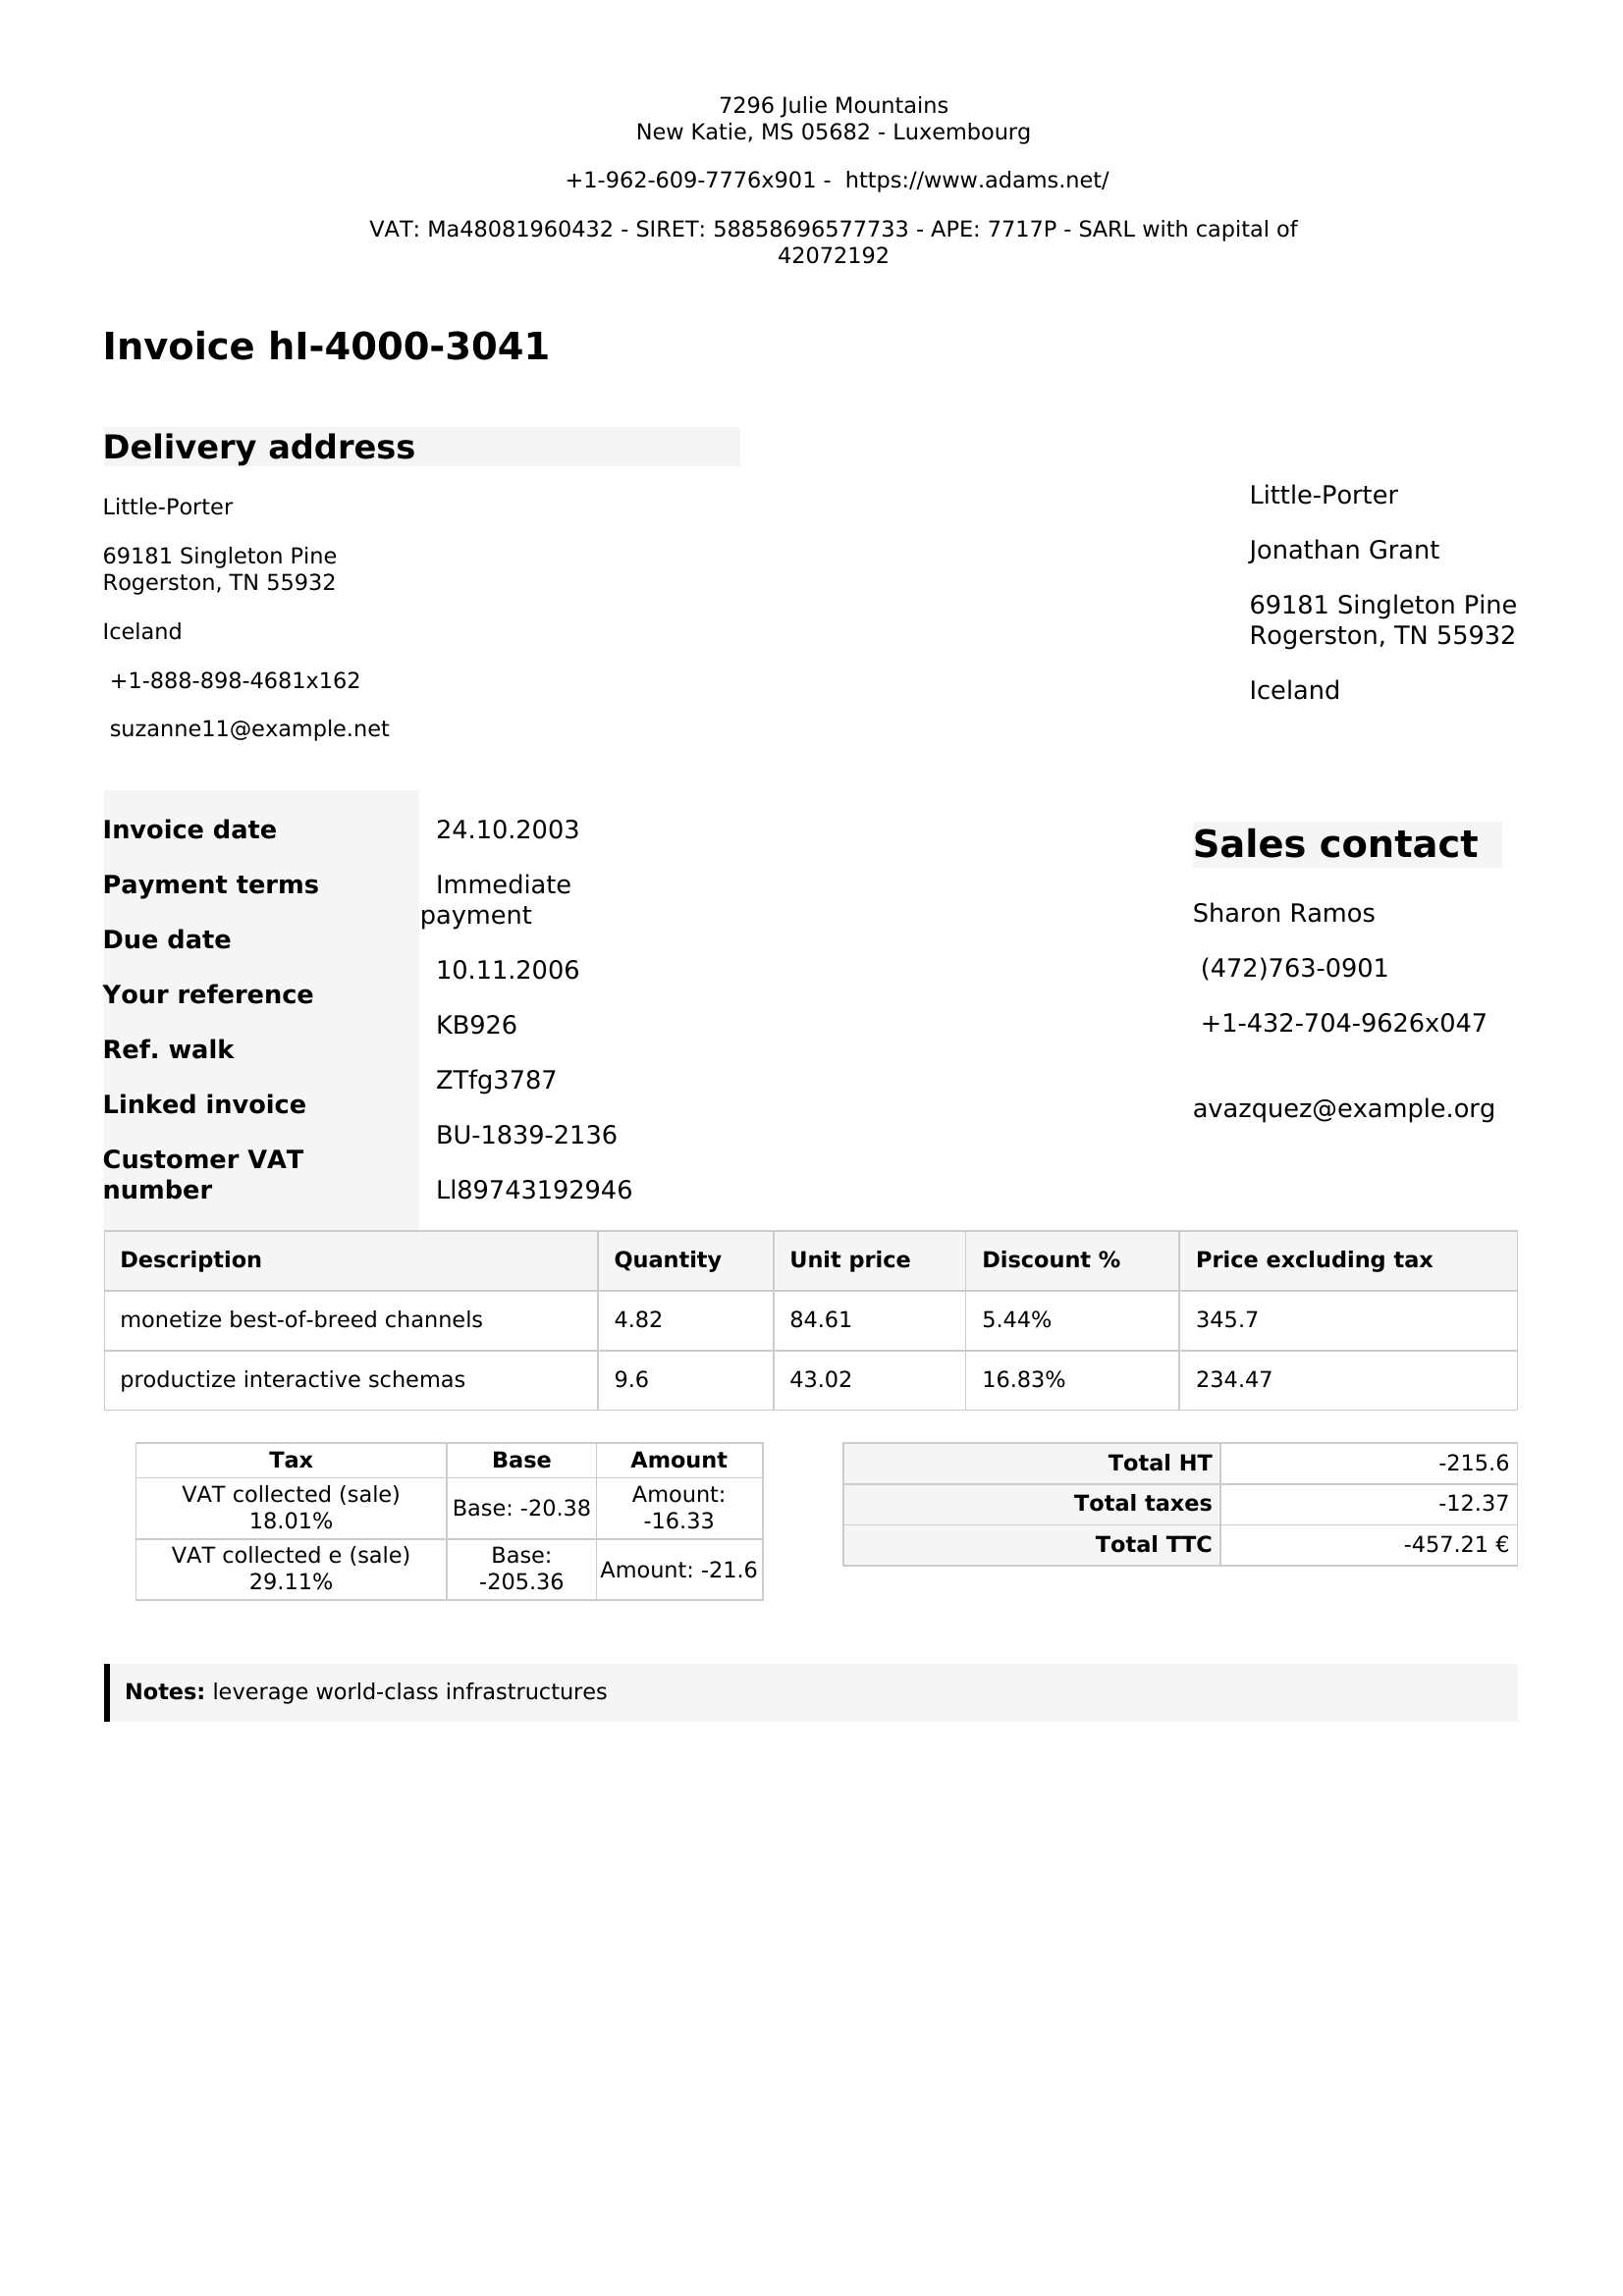 7296 Julie Mountains
New Katie, MS 05682 - Luxembourg
+1-962-609-7776x901 - https://www.adams.net/
VAT: Ma48081960432 - SIRET: 58858696577733 - APE: 7717P - SARL with capital of
42072192
Invoice hI-4000-3041
Delivery address
Little-Porter
69181 Singleton Pine
Rogerston, TN 55932
Iceland
+1-888-898-4681x162
suzanne11@example.net
Little-Porter
Jonathan Grant
69181 Singleton Pine
Rogerston, TN 55932
Iceland
Invoice date
Payment terms
Due date
Your reference
Ref. walk
Linked invoice
Customer VAT
number
24.10.2003
Immediate
payment
10.11.2006
KB926
ZTfg3787
BU-1839-2136
Ll89743192946
Sales contact
Sharon Ramos
(472)763-0901
+1-432-704-9626x047
avazquez@example.org
Description Quantity Unit price Discount % Price excluding tax
monetize best-of-breed channels 4.82 84.61 5.44% 345.7
productize interactive schemas 9.6 43.02 16.83% 234.47
Tax Base Amount
VAT collected (sale)
18.01%
Base: -20.38
Amount:
-16.33
VAT collected e (sale)
29.11%
Base:
-205.36
Amount: -21.6
Total HT -215.6
Total taxes -12.37
Total TTC -457.21 €
Notes: leverage world-class infrastructures